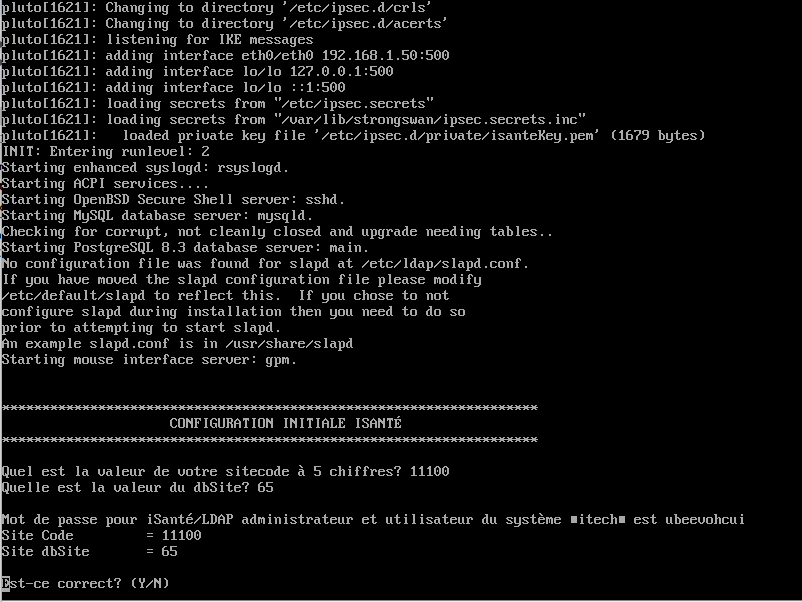 pluto[1621]: Changing to directory '/etc/ipsec.d/crls'
pluto[1621]: Changing to directory '/etc/ipsec.d/acerts'
pluto[1621]: listening for IKE messages
pluto[1621]: adding interface eth0/eth0 192.168.1.50:500
pluto[1621]: adding interface lo/lo 127.0.0.1:500
pluto[1621]: adding interface lo/lo ::1:500
pluto[1621]: loading secrets from "/etc/ipsec.secrets"
pluto[1621]: loading secrets from "/var/lib/strongswan/ipsec.secrets.inc"
pluto[1621]:   loaded private key file '/etc/ipsec.d/private/isanteKey.pem' (1679 bytes)
INIT: Entering runlevel: 2
Starting enhanced syslogd: rsyslogd.
Starting ACPI services....
Starting OpenBSD Secure Shell server: sshd.
Starting MySQL database server: mysqld.
Checking for corrupt, not cleanly closed and upgrade needing tables..
Starting PostgreSQL 8.3 database server: main.
No configuration file was found for slapd at /etc/ldap/slapd.conf.
If you have moved the slapd configuration file please modify
/etc/default/slapd to reflect this.  If you chose to not
configure slapd during installation then you need to do so
prior to attempting to start slapd.
An example slapd.conf is in /usr/share/slapd
Starting mouse interface server: gpm.
*******************************************************************
CONFIGURATION INITIALE ISANTÉ
*******************************************************************
Quel est la valeur de votre sitecode à 5 chiffres? 11100
Quelle est la valeur du dbSite? 65
Mot de passe pour iSanté/LDAP administrateur et utilisateur du système ■itech■ est ubeevohcui
Site Code         = 11100
Site dbSite       = 65
Est-ce correct? (Y/N)